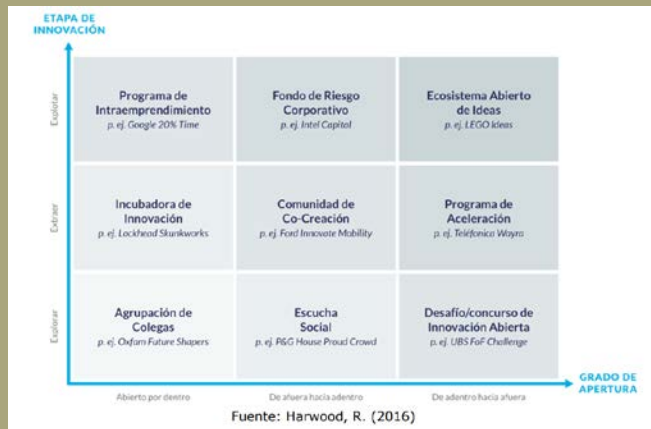 ETAPA DE
INNOVACIÓN
Explotar
Programa de
Intraemprendimiento
p. ej. Google 20% Time
Fondo de Riesgo
Corporativo
p. ej. Intel Capital
Ecosistema Abierto
de Ideas
p. ej. LEGO Ideas
Extraer
Incubadora de
Innovación
p. ej. Lockhead Skunkworks
Comunidad de
Co-Creación
p. ej. Ford Innovate Mobility
Programa de
Aceleración
p. ej. Teléfonica Wayra
Explorar
Agrupación de
Colegas
p. ej. Oxfam Future Shapers
Escucha
Social
p. ej. P&G House Proud Crowd
Desafío/concurso de
Innovación Abierta
p. ej. UBS FoF Challenge
GRADO DE
APERTURA
Abierto por dentro
De afuera hacia adentro
De adentro hacia afuera
Fuente: Harwood, R. (2016)